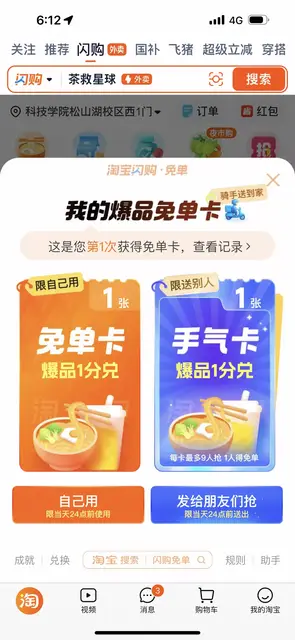 6:12
4G
关注 推荐 闪购 外卖 国补 飞猪 超级立减 穿搭
闪购 茶救星球 外卖 搜索
科技学院松山湖校区西1门 订单 红包
夜市购
抢
淘宝闪购·免单
我的爆品免单卡
骑手送到家
这是您第1次获得免单卡，查看记录
限自己用
1张
免单卡
爆品1分兑
限送别人
1张
手气卡
爆品1分兑
每卡最多9人抢 1人得免单
自己用
限当天24点前使用
发给朋友们抢
限当天24点前送出
成就 兑换 淘宝搜索 闪购免单 规则 助手
淘
视频
3
消息
购物车
我的淘宝